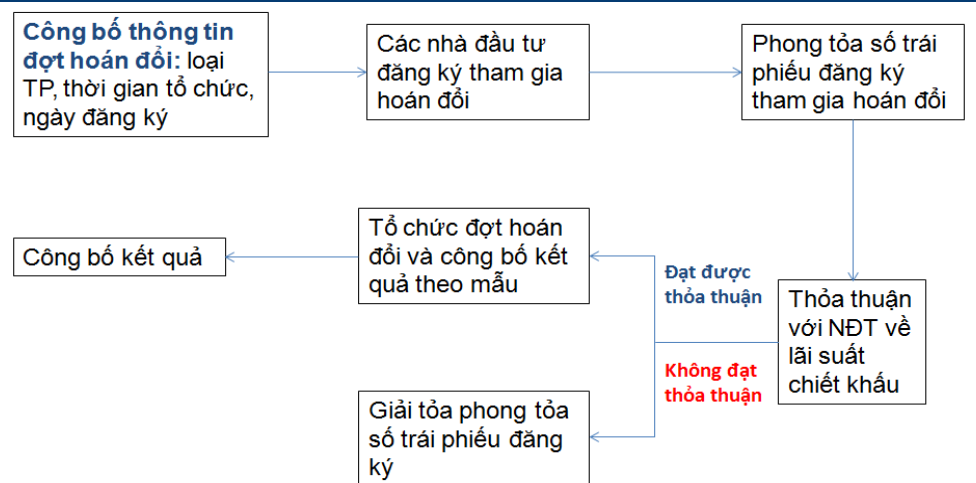 Công bố thông tin
đợt hoán đổi: loại
TP, thời gian tổ chức,
ngày đăng ký
Các nhà đầu tư
đăng ký tham gia
hoán đổi
Phong tỏa số trái
phiếu đăng ký
tham gia hoán đổi
Thỏa thuận
với NĐT về
lãi suất
chiết khấu
Đạt được
thỏa thuận
Tổ chức đợt hoán
đổi và công bố kết
quả theo mẫu
Công bố kết quả
Không đạt
thỏa thuận
Giải tỏa phong tỏa
số trái phiếu đăng
ký